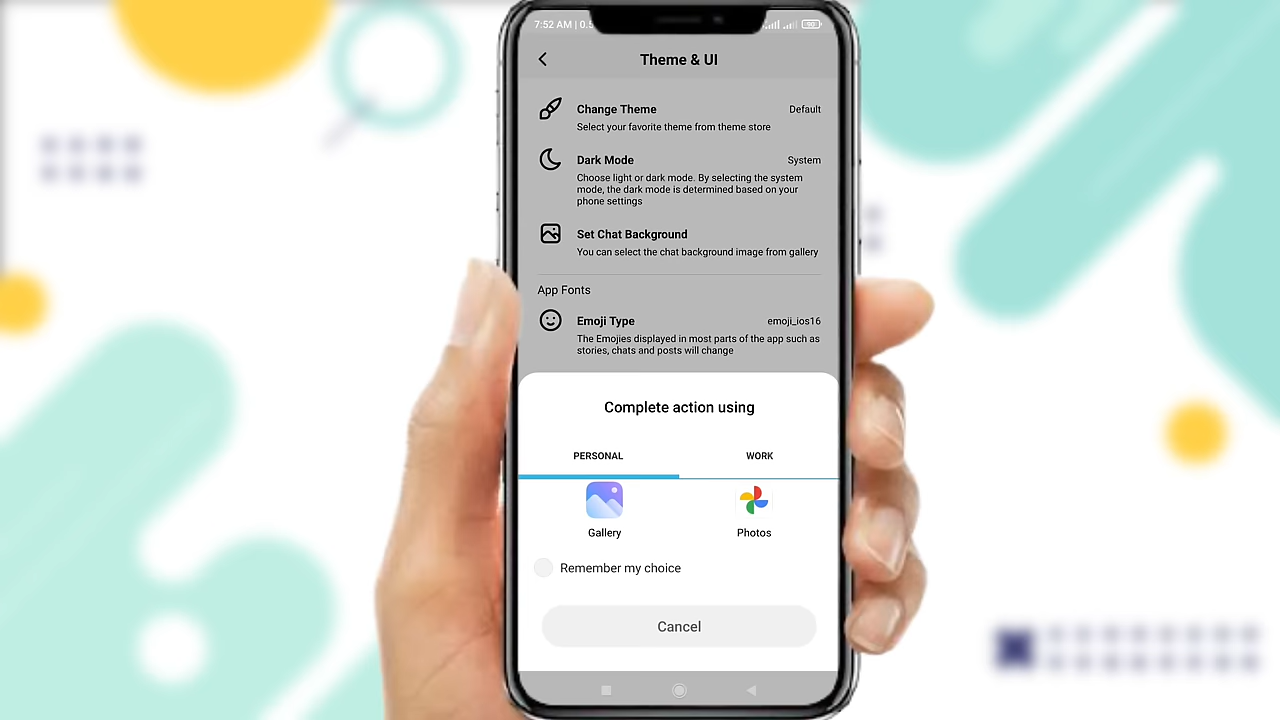 7:52 AM | 0.5
90
Theme & UI
Change Theme
Default
Select your favorite theme from theme store
Dark Mode
System
Choose light or dark mode. By selecting the system
mode, the dark mode is determined based on your
phone settings
Set Chat Background
You can select the chat background image from gallery
App Fonts
Emoji Type
emoji_ios16
The Emojies displayed in most parts of the app such as
stories, chats and posts will change
Complete action using
PERSONAL
WORK
Gallery
Photos
Remember my choice
Cancel